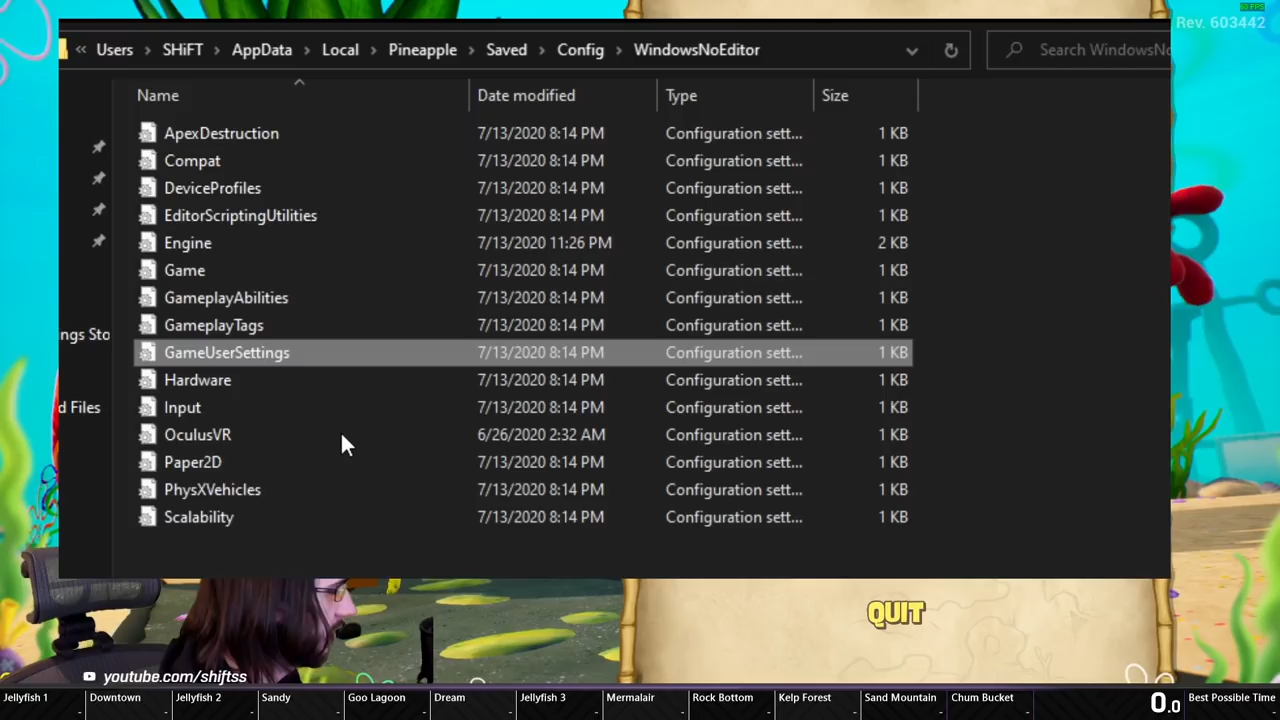 60 FPS
Rev. 603442
« Users › SHiFT › AppData › Local › Pineapple › Saved › Config › WindowsNoEditor
Search WindowsNo
Name Date modified Type Size
ApexDestruction 7/13/2020 8:14 PM Configuration sett... 1 KB
Compat 7/13/2020 8:14 PM Configuration sett... 1 KB
DeviceProfiles 7/13/2020 8:14 PM Configuration sett... 1 KB
EditorScriptingUtilities 7/13/2020 8:14 PM Configuration sett... 1 KB
Engine 7/13/2020 11:26 PM Configuration sett... 2 KB
Game 7/13/2020 8:14 PM Configuration sett... 1 KB
GameplayAbilities 7/13/2020 8:14 PM Configuration sett... 1 KB
GameplayTags 7/13/2020 8:14 PM Configuration sett... 1 KB
ings Sto
GameUserSettings 7/13/2020 8:14 PM Configuration sett... 1 KB
Hardware 7/13/2020 8:14 PM Configuration sett... 1 KB
d Files
Input 7/13/2020 8:14 PM Configuration sett... 1 KB
OculusVR 6/26/2020 2:32 AM Configuration sett... 1 KB
Paper2D 7/13/2020 8:14 PM Configuration sett... 1 KB
PhysXVehicles 7/13/2020 8:14 PM Configuration sett... 1 KB
Scalability 7/13/2020 8:14 PM Configuration sett... 1 KB
QUIT
youtube.com/shiftss
Jellyfish 1 - Downtown - Jellyfish 2 - Sandy - Goo Lagoon - Dream - Jellyfish 3 - Mermalair - Rock Bottom - Kelp Forest - Sand Mountain - Chum Bucket - 0.0 Best Possible Time -